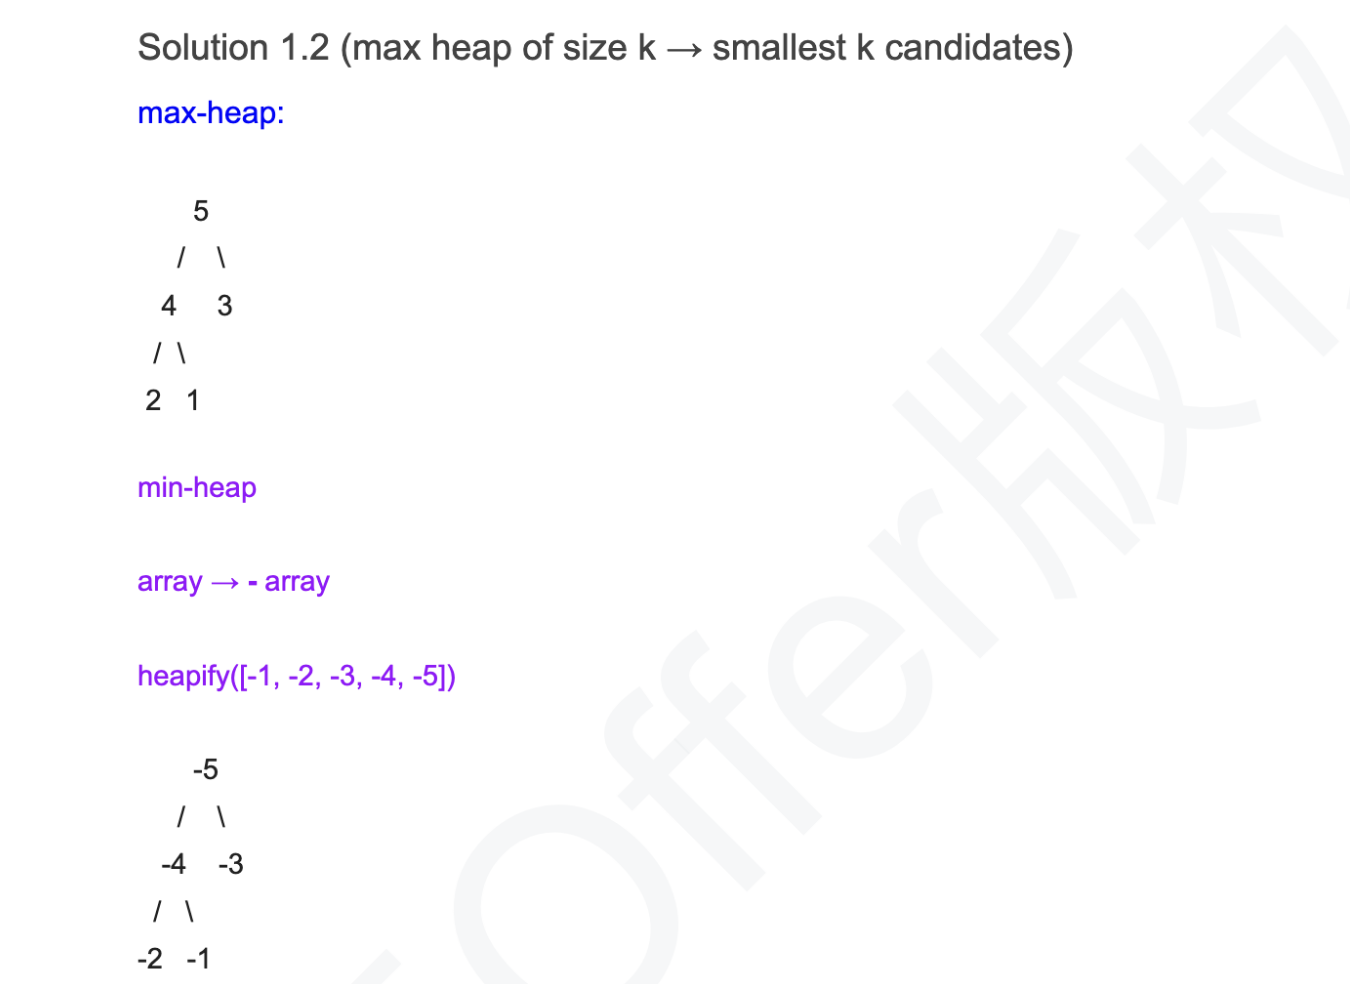 Solution 1.2 (max heap of size k → smallest k candidates)
max-heap:
5
/ \
4 3
/ \
2 1
min-heap
array → - array
heapify([-1, -2, -3, -4, -5])
-5
/ \
-4 -3
/ \
-2 -1
Offer版权